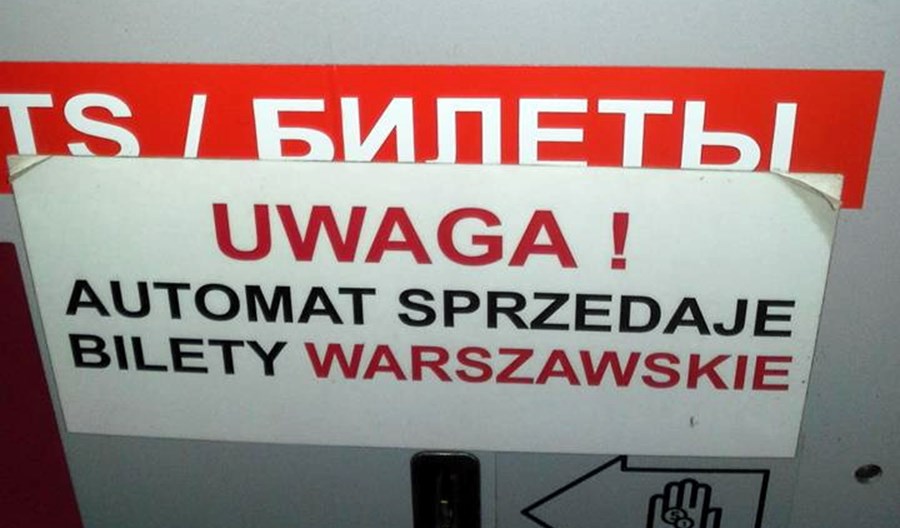 TS / БИЛЕТЫ
UWAGA !
AUTOMAT SPRZEDAJE
BILETY WARSZAWSKIE